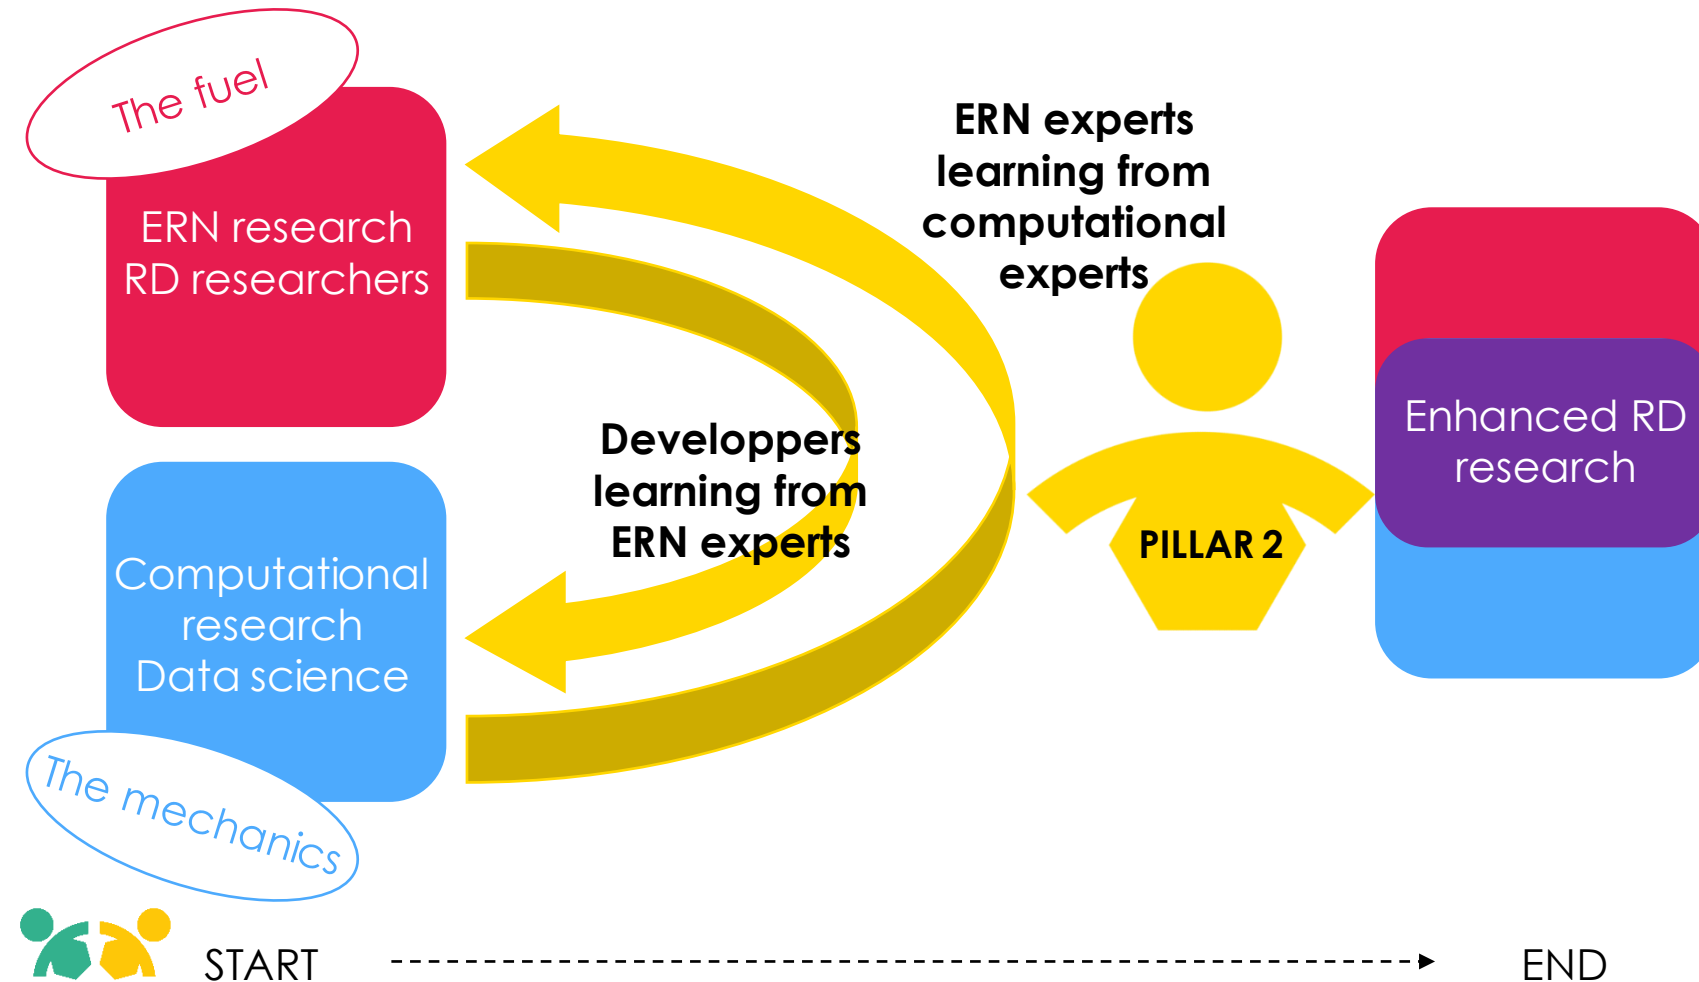 The fuel
ERN research
RD researchers
ERN experts
learning from
computational
experts
Developpers
learning from
ERN experts
PILLAR 2
Enhanced RD
research
Computational
research
Data science
The mechanics
START
END